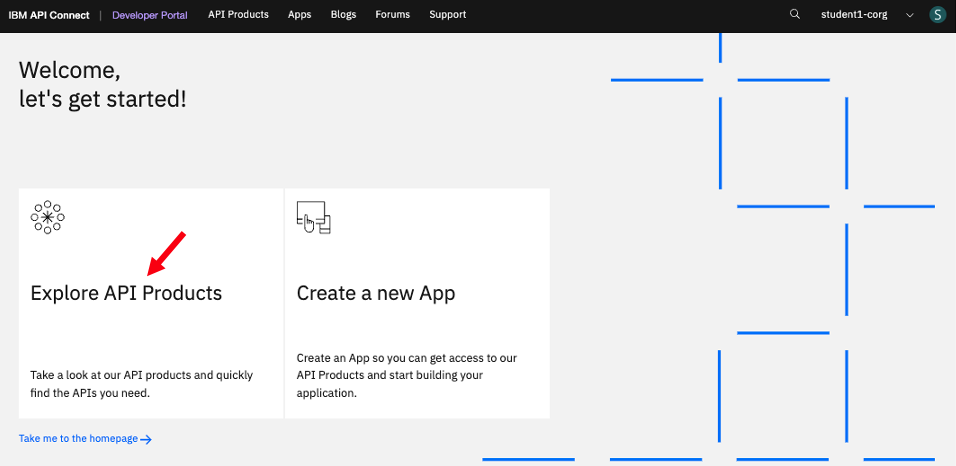 IBM API Connect | Developer Portal API Products Apps Blogs Forums Support student1-corg S
Welcome,
let's get started!
Explore API Products
Take a look at our API products and quickly
find the APIs you need.
Create a new App
Create an App so you can get access to our
API Products and start building your
application.
Take me to the homepage